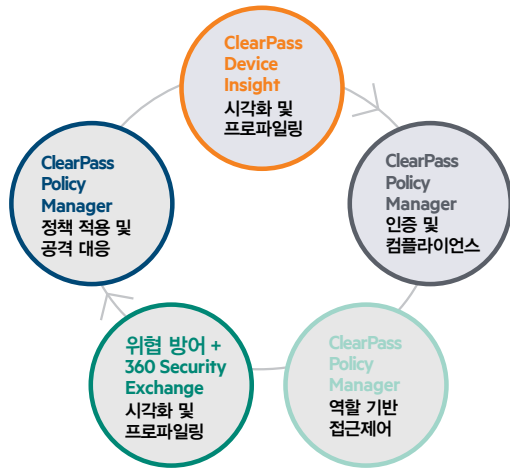 ClearPass
Device
Insight
시각화 및
프로파일링
ClearPass
Policy
Manager
인증 및
컴플라이언스
ClearPass
Policy
Manager
역할 기반
접근제어
위협 방어 +
360 Security
Exchange
시각화 및
프로파일링
ClearPass
Policy
Manager
정책 적용 및
공격 대응